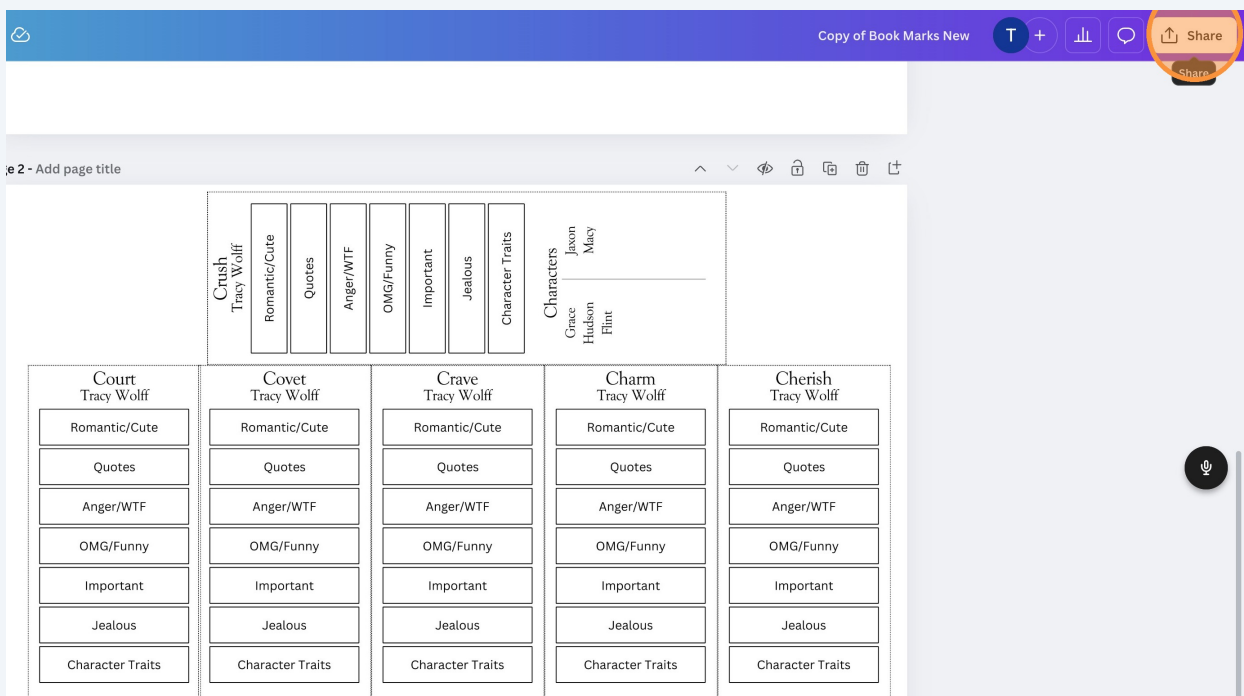 Copy of Book Marks New
T
+
Share
Share
e 2 - Add page title
Crush
Tracy Wolff
Romantic/Cute
Quotes
Anger/WTF
OMG/Funny
Important
Jealous
Character Traits
Characters
Grace
Hudson
Flint
Jaxon
Macy
Court
Tracy Wolff
Romantic/Cute
Quotes
Anger/WTF
OMG/Funny
Important
Jealous
Character Traits
Covet
Tracy Wolff
Romantic/Cute
Quotes
Anger/WTF
OMG/Funny
Important
Jealous
Character Traits
Crave
Tracy Wolff
Romantic/Cute
Quotes
Anger/WTF
OMG/Funny
Important
Jealous
Character Traits
Charm
Tracy Wolff
Romantic/Cute
Quotes
Anger/WTF
OMG/Funny
Important
Jealous
Character Traits
Cherish
Tracy Wolff
Romantic/Cute
Quotes
Anger/WTF
OMG/Funny
Important
Jealous
Character Traits